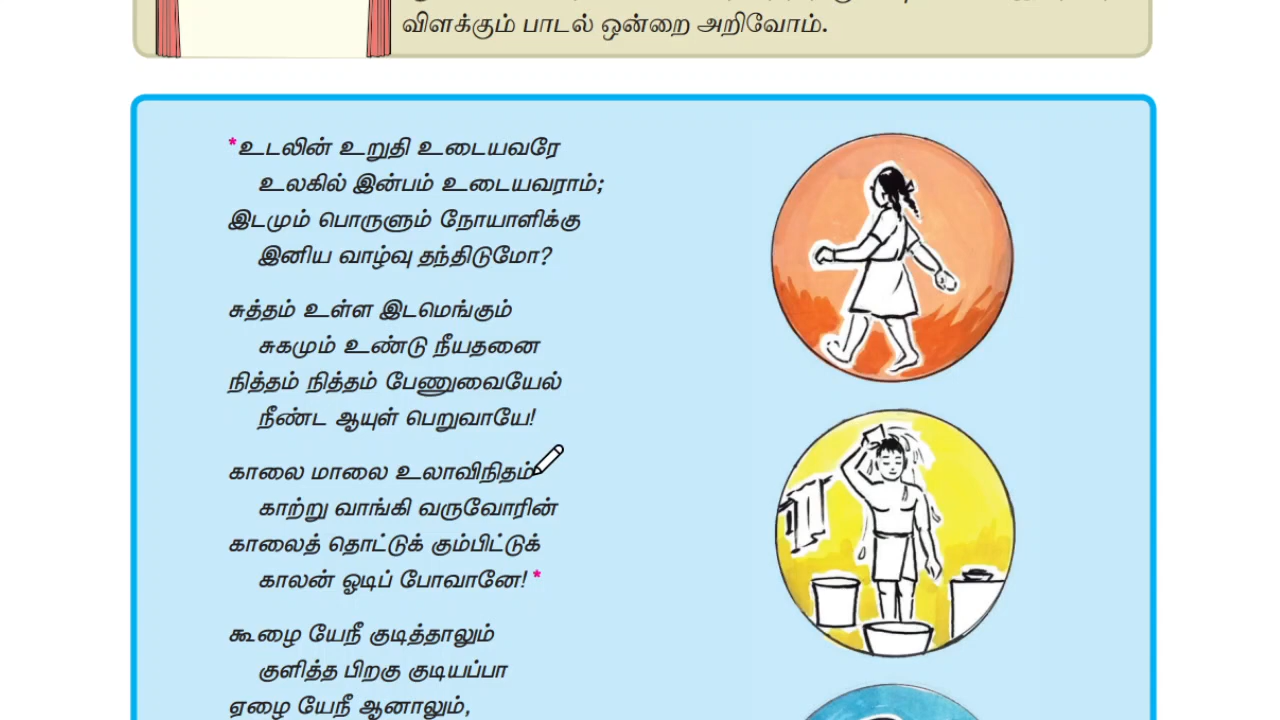 விளக்கும் பாடல் ஒன்றை அறிவோம்.
*உடலின் உறுதி உடையவரே
உலகில் இன்பம் உடையவராம்;
இடமும் பொருளும் நோயாளிக்கு
இனிய வாழ்வு தந்திடுமோ?
சுத்தம் உள்ள இடமெங்கும்
சுகமும் உண்டு நீயதனை
நித்தம் நித்தம் பேணுவையேல்
நீண்ட ஆயுள் பெறுவாயே!
காலை மாலை உலாவிநிதம்
காற்று வாங்கி வருவோரின்
காலைத் தொட்டுக் கும்பிட்டுக்
காலன் ஓடிப் போவானே! *
கூழை யேநீ குடித்தாலும்
குளித்த பிறகு குடியப்பா
ஏழை யேநீ ஆனாலும்,